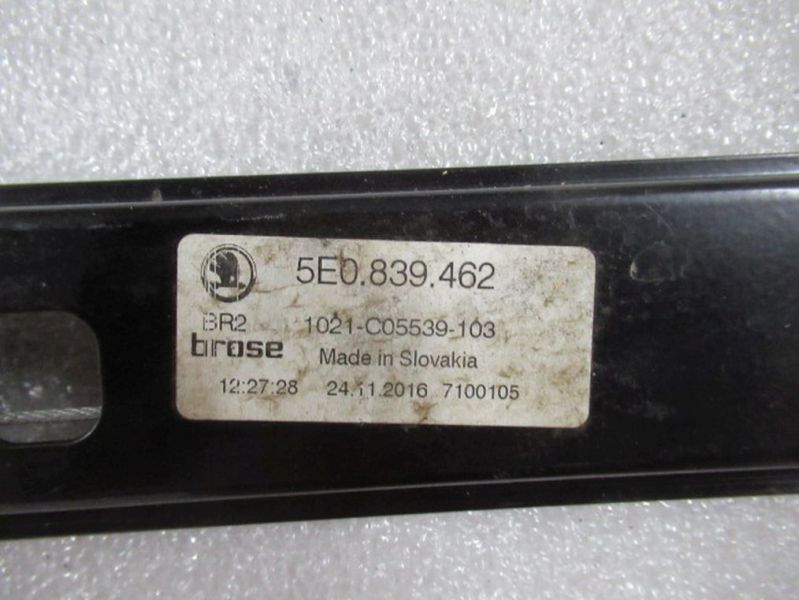 5E0.839.462
BR2 1021-C05539-103
brose Made in Slovakia
12:27:28 24.11.2016 7100105